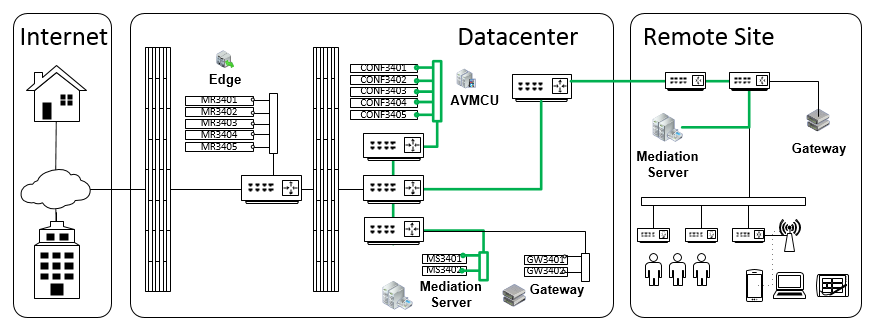 Internet
Datacenter
Remote Site
Edge
MR3401
MR3402
MR3403
MR3404
MR3405
CONF3401
CONF3402
CONF3403
CONF3404
CONF3405
AVMCU
Mediation
Server
Gateway
MS3401
MS3402
Mediation
Server
GW3401
GW3402
Gateway